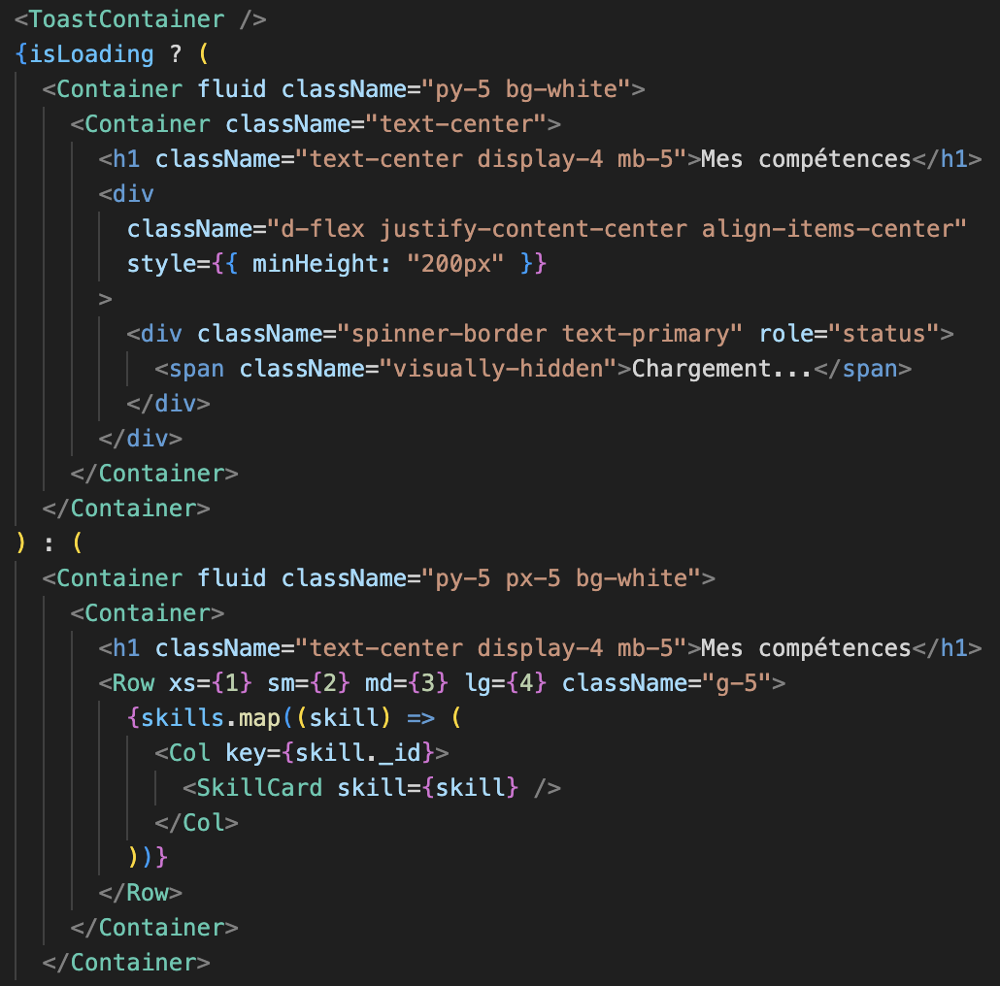 <ToastContainer />
{isLoading ? (
  <Container fluid className="py-5 bg-white">
    <Container className="text-center">
      <h1 className="text-center display-4 mb-5">Mes compétences</h1>
      <div
        className="d-flex justify-content-center align-items-center"
        style={{ minHeight: "200px" }}
      >
        <div className="spinner-border text-primary" role="status">
          <span className="visually-hidden">Chargement...</span>
        </div>
      </div>
    </Container>
  </Container>
) : (
  <Container fluid className="py-5 px-5 bg-white">
    <Container>
      <h1 className="text-center display-4 mb-5">Mes compétences</h1>
      <Row xs={1} sm={2} md={3} lg={4} className="g-5">
        {skills.map((skill) => (
          <Col key={skill._id}>
            <SkillCard skill={skill} />
          </Col>
        ))}
      </Row>
    </Container>
  </Container>